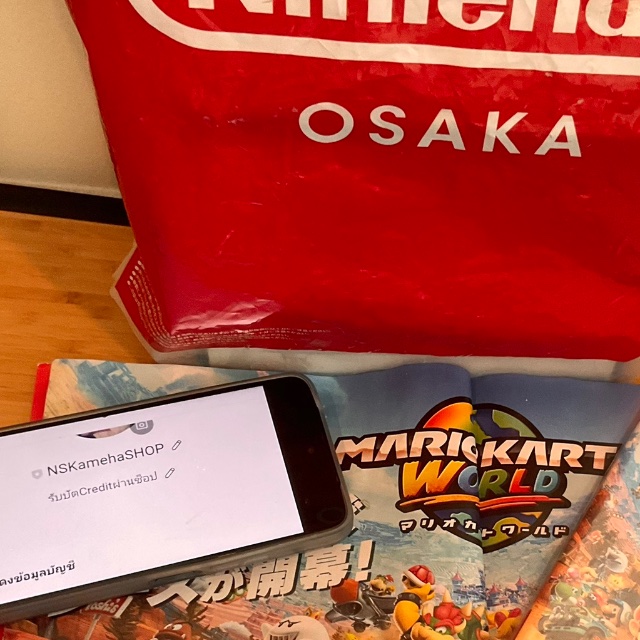 Nintendo
OSAKA
NSKamehaSHOP
รับบัตCreditผ่านช๊อป
MARIOKART
WORLD
マリオカートワールド
が開幕!